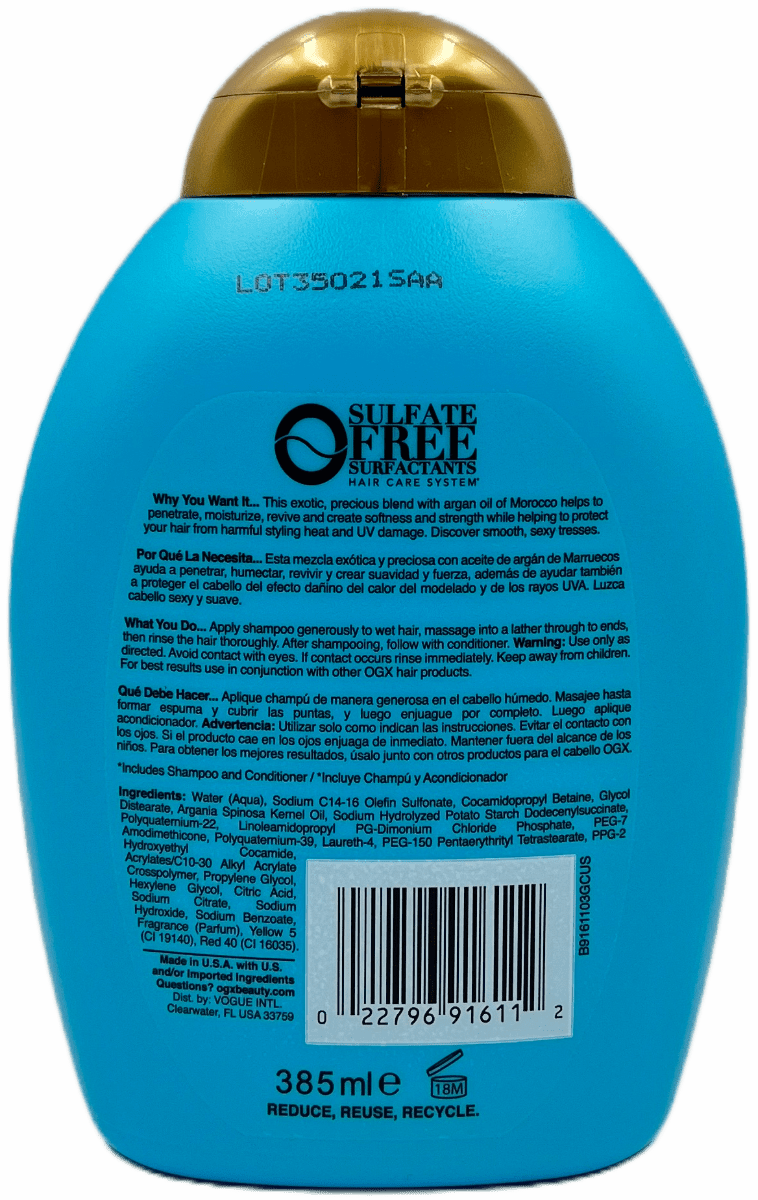 LOT35021SAA
SULFATE
FREE
SURFACTANTS
HAIR CARE SYSTEM*
Why You Want It... This exotic, precious blend with argan oil of Morocco helps to
penetrate, moisturize, revive and create softness and strength while helping to protect
your hair from harmful styling heat and UV damage. Discover smooth, sexy tresses.
Por Qué La Necesita... Esta mezcla exótica y preciosa con aceite de argán de Marruecos
ayuda a penetrar, humectar, revivir y crear suavidad y fuerza, además de ayudar también
a proteger el cabello del efecto dañino del calor del modelado y de los rayos UVA. Luzca
cabello sexy y suave.
What You Do... Apply shampoo generously to wet hair, massage into a lather through to ends,
then rinse the hair thoroughly. After shampooing, follow with conditioner. Warning: Use only as
directed. Avoid contact with eyes. If contact occurs rinse immediately. Keep away from children.
For best results use in conjunction with other OGX hair products.
Qué Debe Hacer... Aplique champú de manera generosa en el cabello húmedo. Masajee hasta
formar espuma y cubrir las puntas, y luego enjuague por completo. Luego aplique
acondicionador. Advertencia: Utilizar solo como indican las instrucciones. Evitar el contacto con
los ojos. Si el producto cae en los ojos enjuaga de inmediato. Mantener fuera del alcance de los
niños. Para obtener los mejores resultados, úsalo junto con otros productos para el cabello OGX.
*Includes Shampoo and Conditioner / *Incluye Champú y Acondicionador
Ingredients: Water (Aqua), Sodium C14-16 Olefin Sulfonate, Cocamidopropyl Betaine, Glycol
Distearate, Argania Spinosa Kernel Oil, Sodium Hydrolyzed Potato Starch Dodecenylsuccinate,
Polyquaternium-22, Linoleamidopropyl PG-Dimonium Chloride Phosphate, PEG-7
Amodimethicone, Polyquaternium-39, Laureth-4, PEG-150 Pentaerythrityl Tetrastearate, PPG-2
Hydroxyethyl Cocamide,
Acrylates/C10-30 Alkyl Acrylate
Crosspolymer, Propylene Glycol,
Hexylene Glycol, Citric Acid,
Sodium Citrate, Sodium
Hydroxide, Sodium Benzoate,
Fragrance (Parfum), Yellow 5
(CI 19140), Red 40 (CI 16035).
Made in U.S.A. with U.S.
and/or Imported Ingredients
Questions? ogxbeauty.com
Dist. by: VOGUE INTL.
Clearwater, FL USA 33759
B9161103GCUS
0 22796 91611 2
385 ml e
18M
REDUCE, REUSE, RECYCLE.